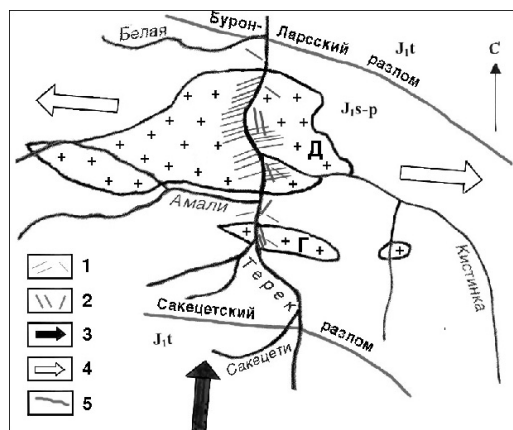 Белая
Бурон-
Ларсский
разлом
J₁t
С
J₁s-p
Д
Амали
Г
Терек
Кистинка
Сакецетский
разлом
J₁t
Сакецети
1
2
3
4
5